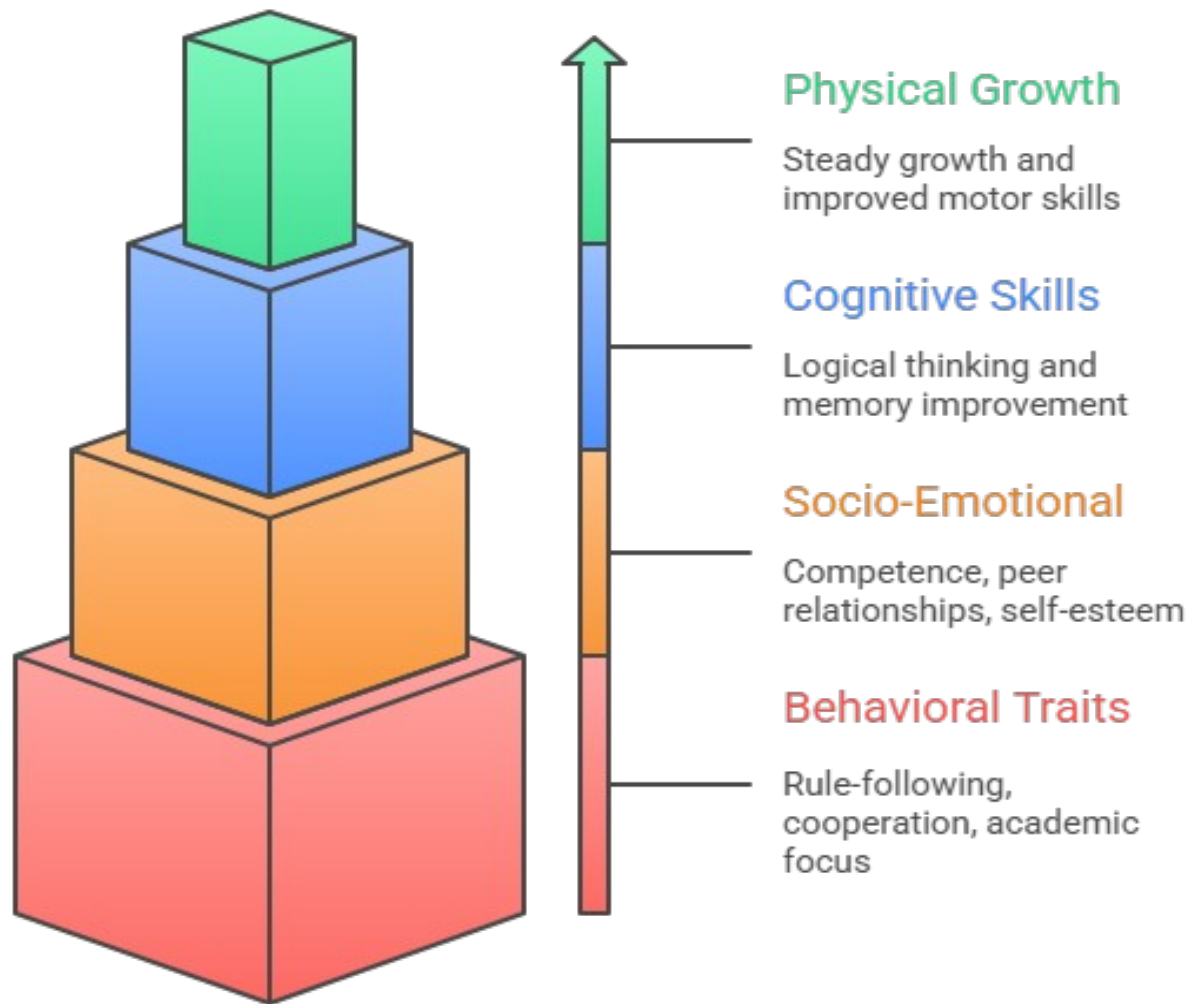 Physical Growth
Steady growth and
improved motor skills
Cognitive Skills
Logical thinking and
memory improvement
Socio-Emotional
Competence, peer
relationships, self-esteem
Behavioral Traits
Rule-following,
cooperation, academic
focus